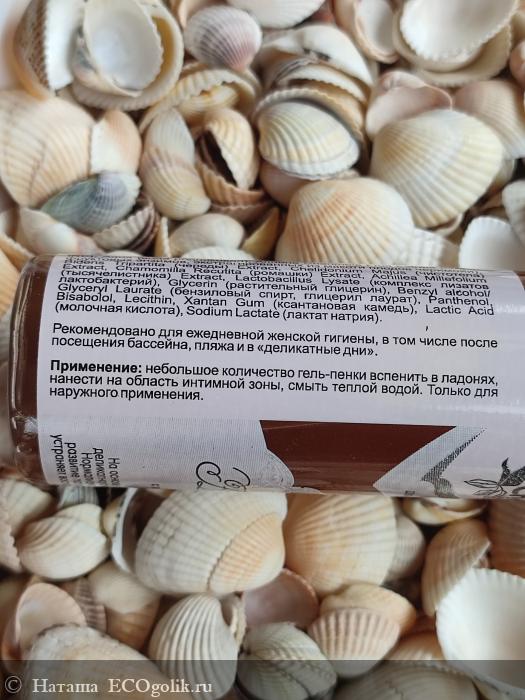 Extract, Chamomilla Recutita (ромашки) Extract, Achillea Millefolium
(тысячелистника) Extract, Lactobacillus Lysate (комплекс лизатов
лактобактерий), Glycerin (растительный глицерин), Benzyl alcohol/
Glyceryl Laurate (бензиловый спирт, глицерил лаурат), Panthenol,
Bisabolol, Lecithin, Xantan Gum (ксантановая камедь), Lactic Acid
(молочная кислота), Sodium Lactate (лактат натрия).
Рекомендовано для ежедневной женской гигиены, в том числе после
посещения бассейна, пляжа и в «деликатные дни».
Применение: небольшое количество гель-пенки вспенить в ладонях,
нанести на область интимной зоны, смыть теплой водой. Только для
наружного применения.
Наташа ECOgolik.ru